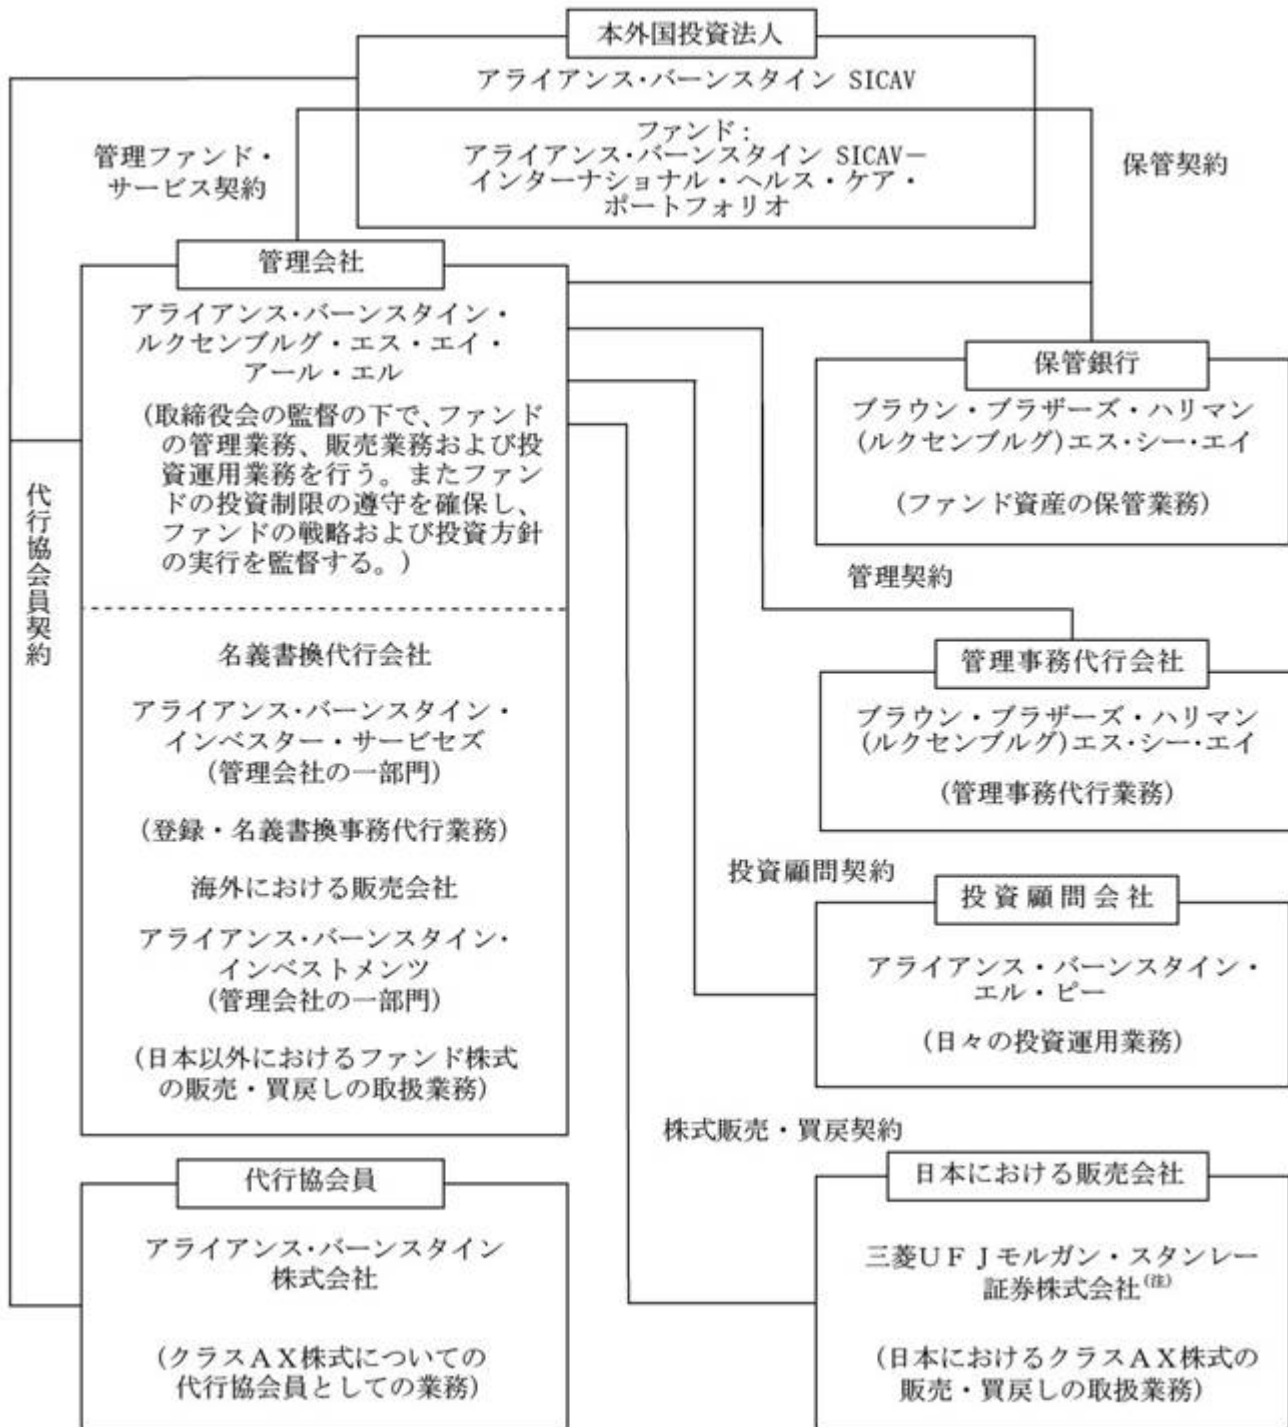 本外国投資法人
アライアンス・バーンスタイン SICAV
ファンド:
アライアンス・バーンスタイン SICAV－
インターナショナル・ヘルス・ケア・
ポートフォリオ
管理ファンド・
サービス契約
保管契約
管理会社
アライアンス・バーンスタイン・
ルクセンブルグ・エス・エイ・
アール・エル
(取締役会の監督の下で、ファンド
の管理業務、販売業務および投
資運用業務を行う。またファン
ドの投資制限の遵守を確保し、
ファンドの戦略および投資方針
の実行を監督する。)
名義書換代行会社
アライアンス・バーンスタイン・
インベスター・サービセズ
(管理会社の一部門)
(登録・名義書換事務代行業務)
海外における販売会社
アライアンス・バーンスタイン・
インベストメンツ
(管理会社の一部門)
(日本以外におけるファンド株式
の販売・買戻しの取扱業務)
代行協会員契約
代行協会員
アライアンス・バーンスタイン
株式会社
(クラスＡＸ株式についての
代行協会員としての業務)
保管銀行
ブラウン・ブラザーズ・ハリマン
(ルクセンブルグ)エス・シー・エイ
(ファンド資産の保管業務)
管理契約
管理事務代行会社
ブラウン・ブラザーズ・ハリマン
(ルクセンブルグ)エス・シー・エイ
(管理事務代行業務)
投資顧問契約
投資顧問会社
アライアンス・バーンスタイン・
エル・ピー
(日々の投資運用業務)
株式販売・買戻契約
日本における販売会社
三菱ＵＦＪモルガン・スタンレー
証券株式会社(注)
(日本におけるクラスＡＸ株式の
販売・買戻しの取扱業務)